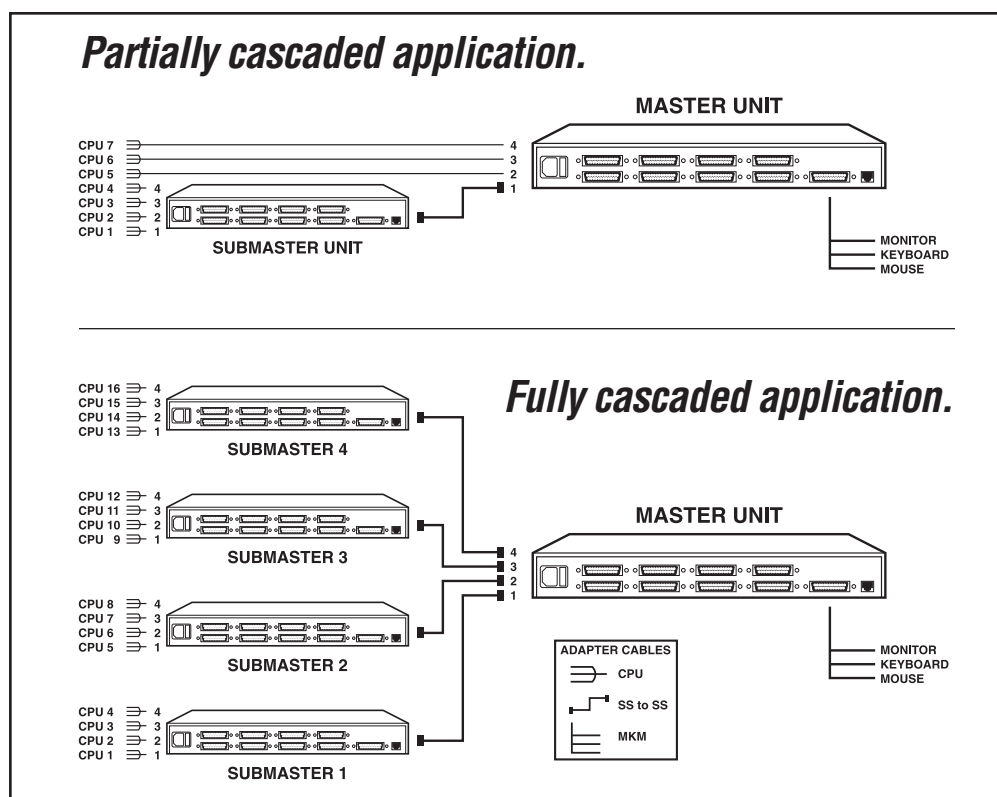 Partially cascaded application.
MASTER UNIT
CPU 7
CPU 6
CPU 5
CPU 4 4
CPU 3 3
CPU 2 2
CPU 1 1
SUBMASTER UNIT
4
3
2
1
MONITOR
KEYBOARD
MOUSE
Fully cascaded application.
CPU 16 4
CPU 15 3
CPU 14 2
CPU 13 1
SUBMASTER 4
CPU 12 4
CPU 11 3
CPU 10 2
CPU 9 1
SUBMASTER 3
CPU 8 4
CPU 7 3
CPU 6 2
CPU 5 1
SUBMASTER 2
CPU 4 4
CPU 3 3
CPU 2 2
CPU 1 1
SUBMASTER 1
MASTER UNIT
4
3
2
1
MONITOR
KEYBOARD
MOUSE
ADAPTER CABLES
CPU
SS to SS
MKM